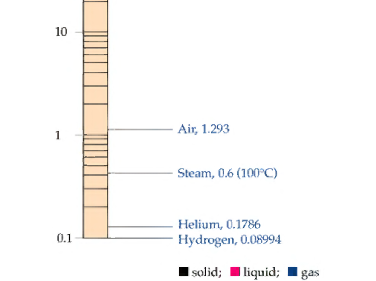 10
1
Air, 1.293
Steam, 0.6 (100°C)
Helium, 0.1786
0.1
Hydrogen, 0.08994
solid; liquid; gas